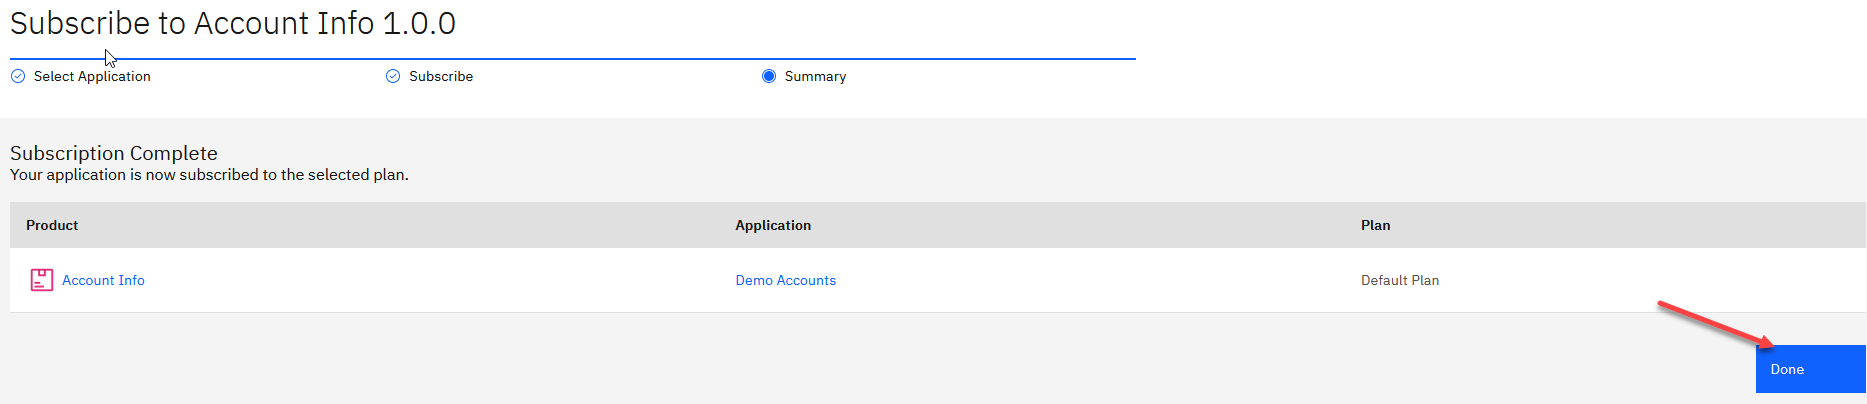 Subscribe to Account Info 1.0.0
Select Application Subscribe Summary
Subscription Complete
Your application is now subscribed to the selected plan.
Product Application Plan
Account Info Demo Accounts Default Plan
Done